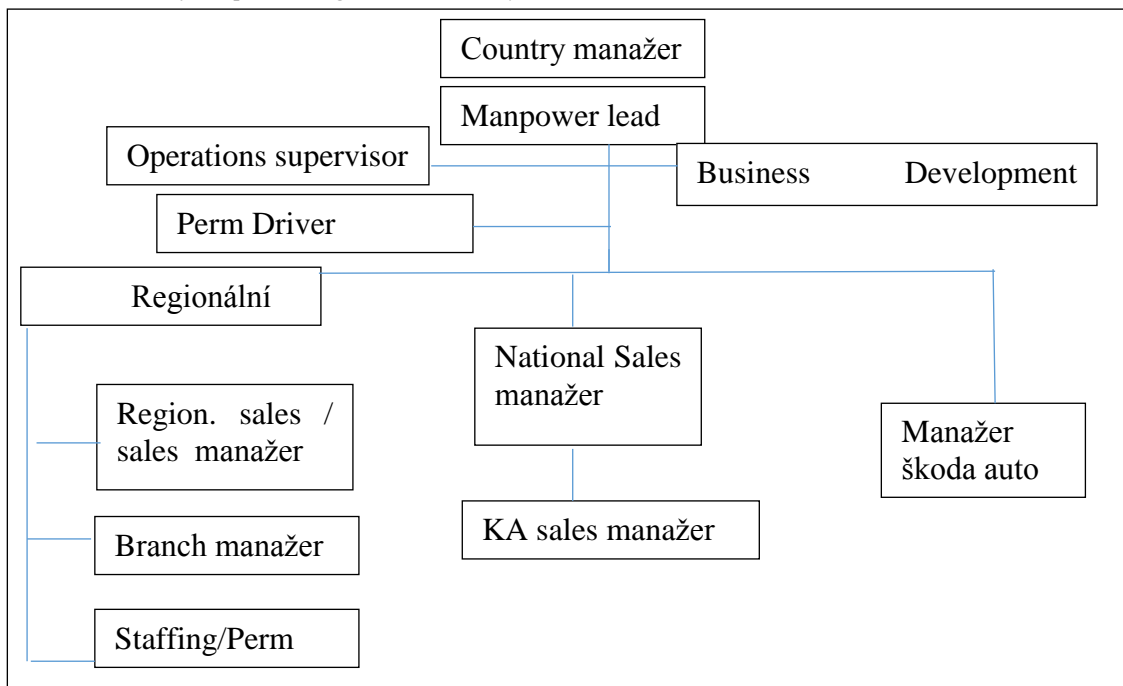 Country manažer
Manpower lead
Operations supervisor
Business Development
Perm Driver
Regionální
National Sales
manažer
Region. sales /
sales manažer
Manažer
škoda auto
KA sales manažer
Branch manažer
Staffing/Perm